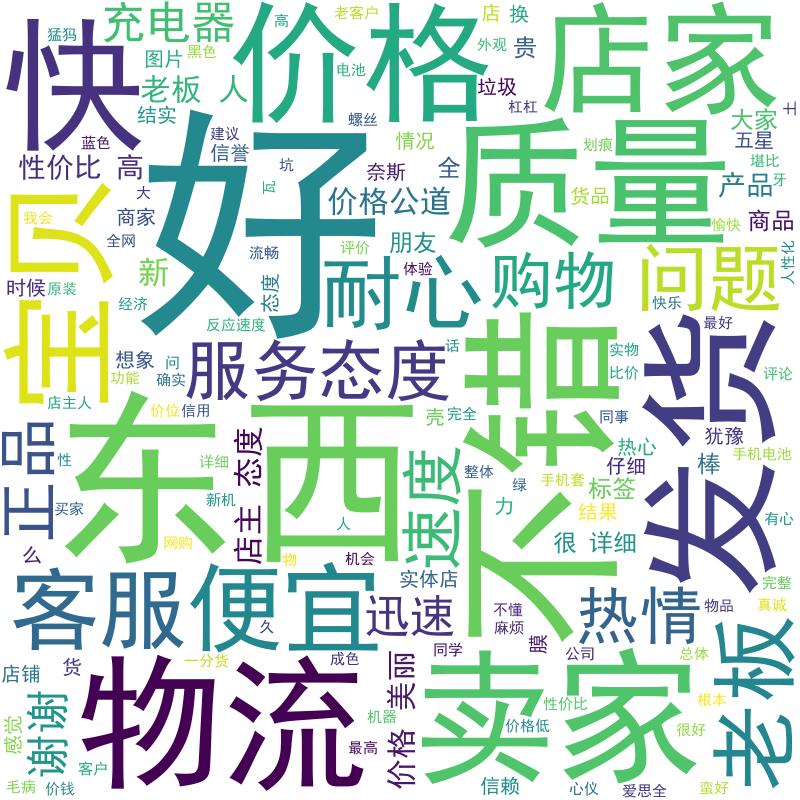 猛犸
充电器
高
价格
老客户
店
换
店家
快
图片
黑色
电池
外观
贵
老板
人
垃圾
结实
螺丝
杠杠
土
大家
建议
蓝色
信誉
好
情况
质量
划痕
五星
堪比
性价比
高
坑
奈斯
全
产品
牙
宝贝
大
瓦
价格公道
货品
我会
商家
商品
愉快
全网
流畅
评价
朋友
新
耐心
体验
购物
问题
人性化
时候
原装
态度
经济
反应速度
快乐
想象
问
服务态度
话
不错
实物
发货
最好
功能
确实
比价
评论
店主人
价位
信用
东西
壳
完全
同事
犹豫
正品
态度
速度
热心
手机电池
性
详细
整体
仔细
棒
手机套
标签
买家
新机
绿
力
结果
有心
人
店主
网购
很
详细
么
物
机会
客服
便宜
实体店
完整
久
迅速
不懂
麻烦
热情
物品
真诚
膜
店铺
货
一分货
成色
美丽
同学
公司
总体
老板
物流
卖家
谢谢
感觉
机器
性价比
根本
价格低
很好
最高
价格
毛病
价钱
客户
信赖
心仪
爱思全
蛮好